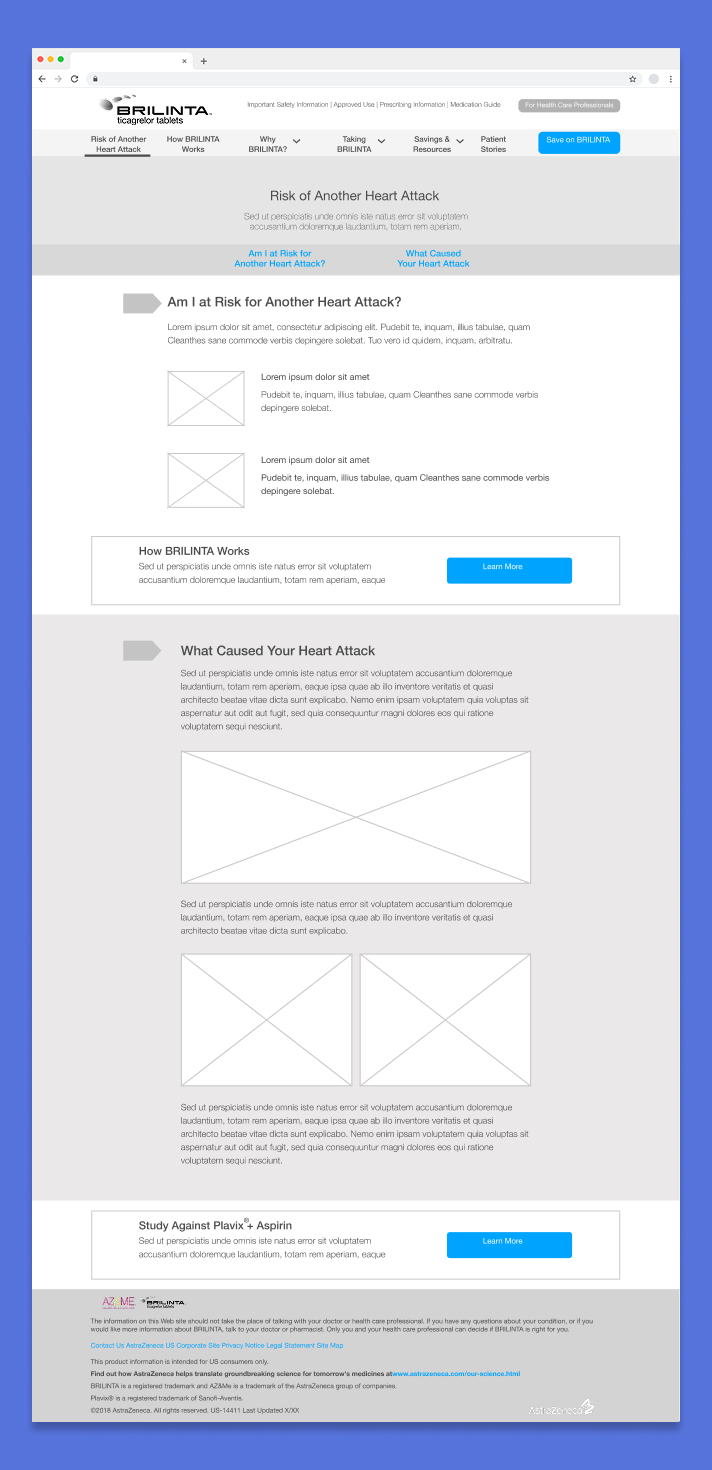 BRILINTA™
ticagrelor tablets
Important Safety Information | Approved Use | Prescribing Information | Medication Guide
For Health Care Professionals
Risk of Another
Heart Attack
How BRILINTA
Works
Why
BRILINTA?
Taking
BRILINTA
Savings &
Resources
Patient
Stories
Save on BRILINTA
Risk of Another Heart Attack
Sed ut perspiciatis unde omnis iste natus error sit voluptatem
accusantium doloremque laudantium, totam rem aperiam,
Am I at Risk for
Another Heart Attack?
What Caused
Your Heart Attack
Am I at Risk for Another Heart Attack?
Lorem ipsum dolor sit amet, consectetur adipiscing elit. Pudebit te, inquam, illius tabulae, quam
Cleanthes sane commode verbis depingere solebat. Tuo vero id quidem, inquam, arbitratu.
Lorem ipsum dolor sit amet
Pudebit te, inquam, illius tabulae, quam Cleanthes sane commode verbis
depingere solebat.
Lorem ipsum dolor sit amet
Pudebit te, inquam, illius tabulae, quam Cleanthes sane commode verbis
depingere solebat.
How BRILINTA Works
Sed ut perspiciatis unde omnis iste natus error sit voluptatem
accusantium doloremque laudantium, totam rem aperiam, eaque
Learn More
What Caused Your Heart Attack
Sed ut perspiciatis unde omnis iste natus error sit voluptatem accusantium doloremque
laudantium, totam rem aperiam, eaque ipsa quae ab illo inventore veritatis et quasi
architecto beatae vitae dicta sunt explicabo. Nemo enim ipsam voluptatem quia voluptas sit
aspernatur aut odit aut fugit, sed quia consequuntur magni dolores eos qui ratione
voluptatem sequi nesciunt.
Sed ut perspiciatis unde omnis iste natus error sit voluptatem accusantium doloremque
laudantium, totam rem aperiam, eaque ipsa quae ab illo inventore veritatis et quasi
architecto beatae vitae dicta sunt explicabo.
Sed ut perspiciatis unde omnis iste natus error sit voluptatem accusantium doloremque
laudantium, totam rem aperiam, eaque ipsa quae ab illo inventore veritatis et quasi
architecto beatae vitae dicta sunt explicabo. Nemo enim ipsam voluptatem quia voluptas sit
aspernatur aut odit aut fugit, sed quia consequuntur magni dolores eos qui ratione
voluptatem sequi nesciunt.
Study Against Plavix®+ Aspirin
Sed ut perspiciatis unde omnis iste natus error sit voluptatem
accusantium doloremque laudantium, totam rem aperiam, eaque
Learn More
AZ&ME
BRILINTA
ticagrelor tablets
The information on this Web site should not take the place of talking with your doctor or health care professional. If you have any questions about your condition, or if you
would like more information about BRILINTA, talk to your doctor or pharmacist. Only you and your health care professional can decide if BRILINTA is right for you.
Contact Us AstraZeneca US Corporate Site Privacy Notice Legal Statement Site Map
This product information is intended for US consumers only.
Find out how AstraZeneca helps translate groundbreaking science for tomorrow's medicines atwww.astrazeneca.com/our-science.html
BRILINTA is a registered trademark and AZ&Me is a trademark of the AstraZeneca group of companies.
Plavix® is a registered trademark of Sanofi–Aventis.
©2018 AstraZeneca. All rights reserved. US-14411 Last Updated X/XX
AstraZeneca